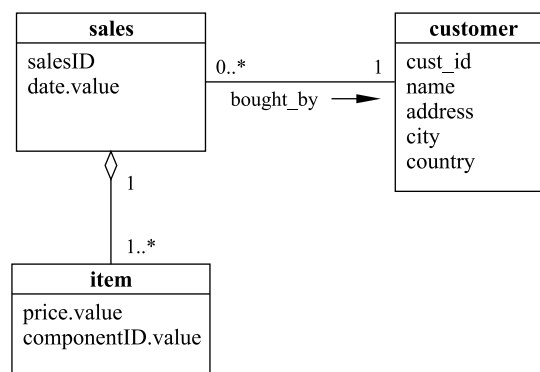 sales
salesID
date.value
0..*
1
bought_by
customer
cust_id
name
address
city
country
1
1..*
item
price.value
componentID.value